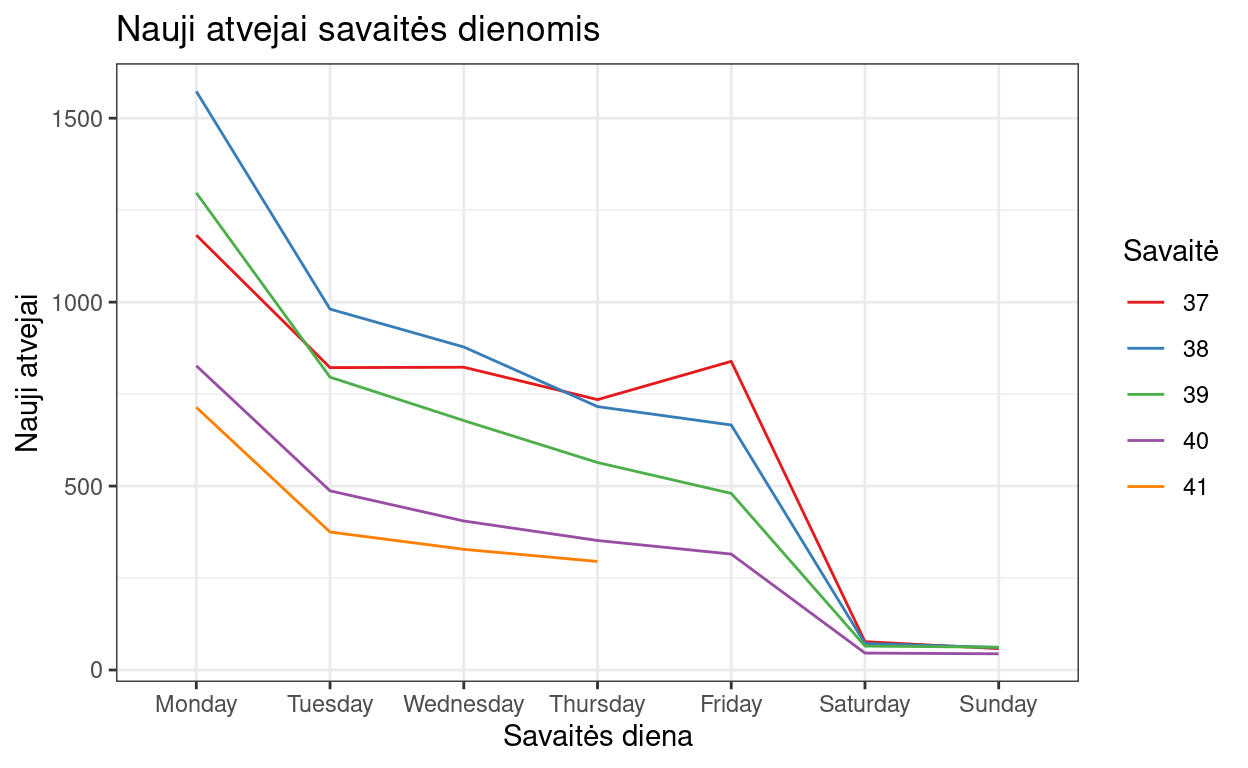 Nauji atvejai savaitės dienomis
Nauji atvejai
1500
1000
500
0
Monday Tuesday Wednesday Thursday Friday Saturday Sunday
Savaitės diena
Savaitė
37
38
39
40
41